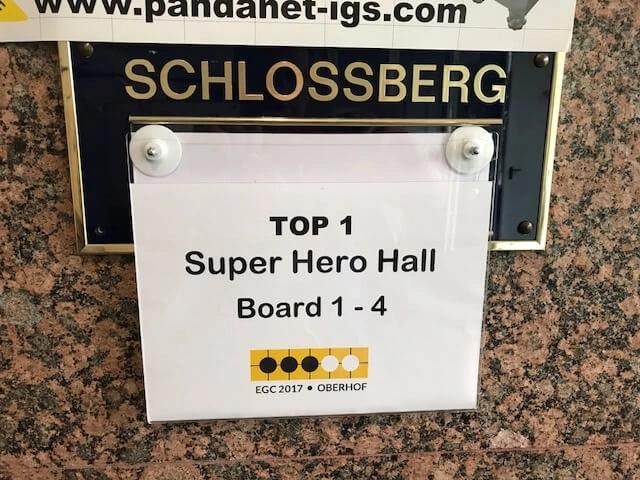 www.pandanet-igs.com
SCHLOSSBERG
TOP 1
Super Hero Hall
Board 1 - 4
EGC 2017 • OBERHOF